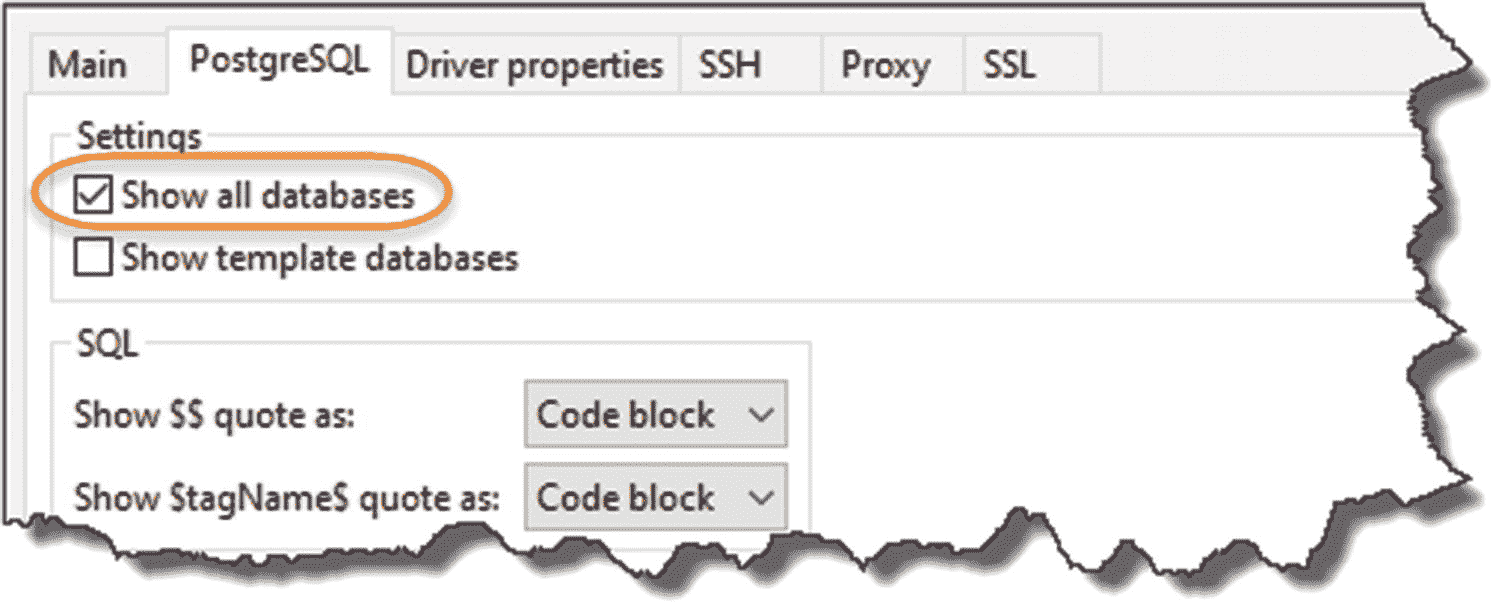 Main PostgreSQL Driver properties SSH Proxy SSL
Settings
Show all databases
Show template databases
SQL
Show $$ quote as: Code block
Show $tagName$ quote as: Code block